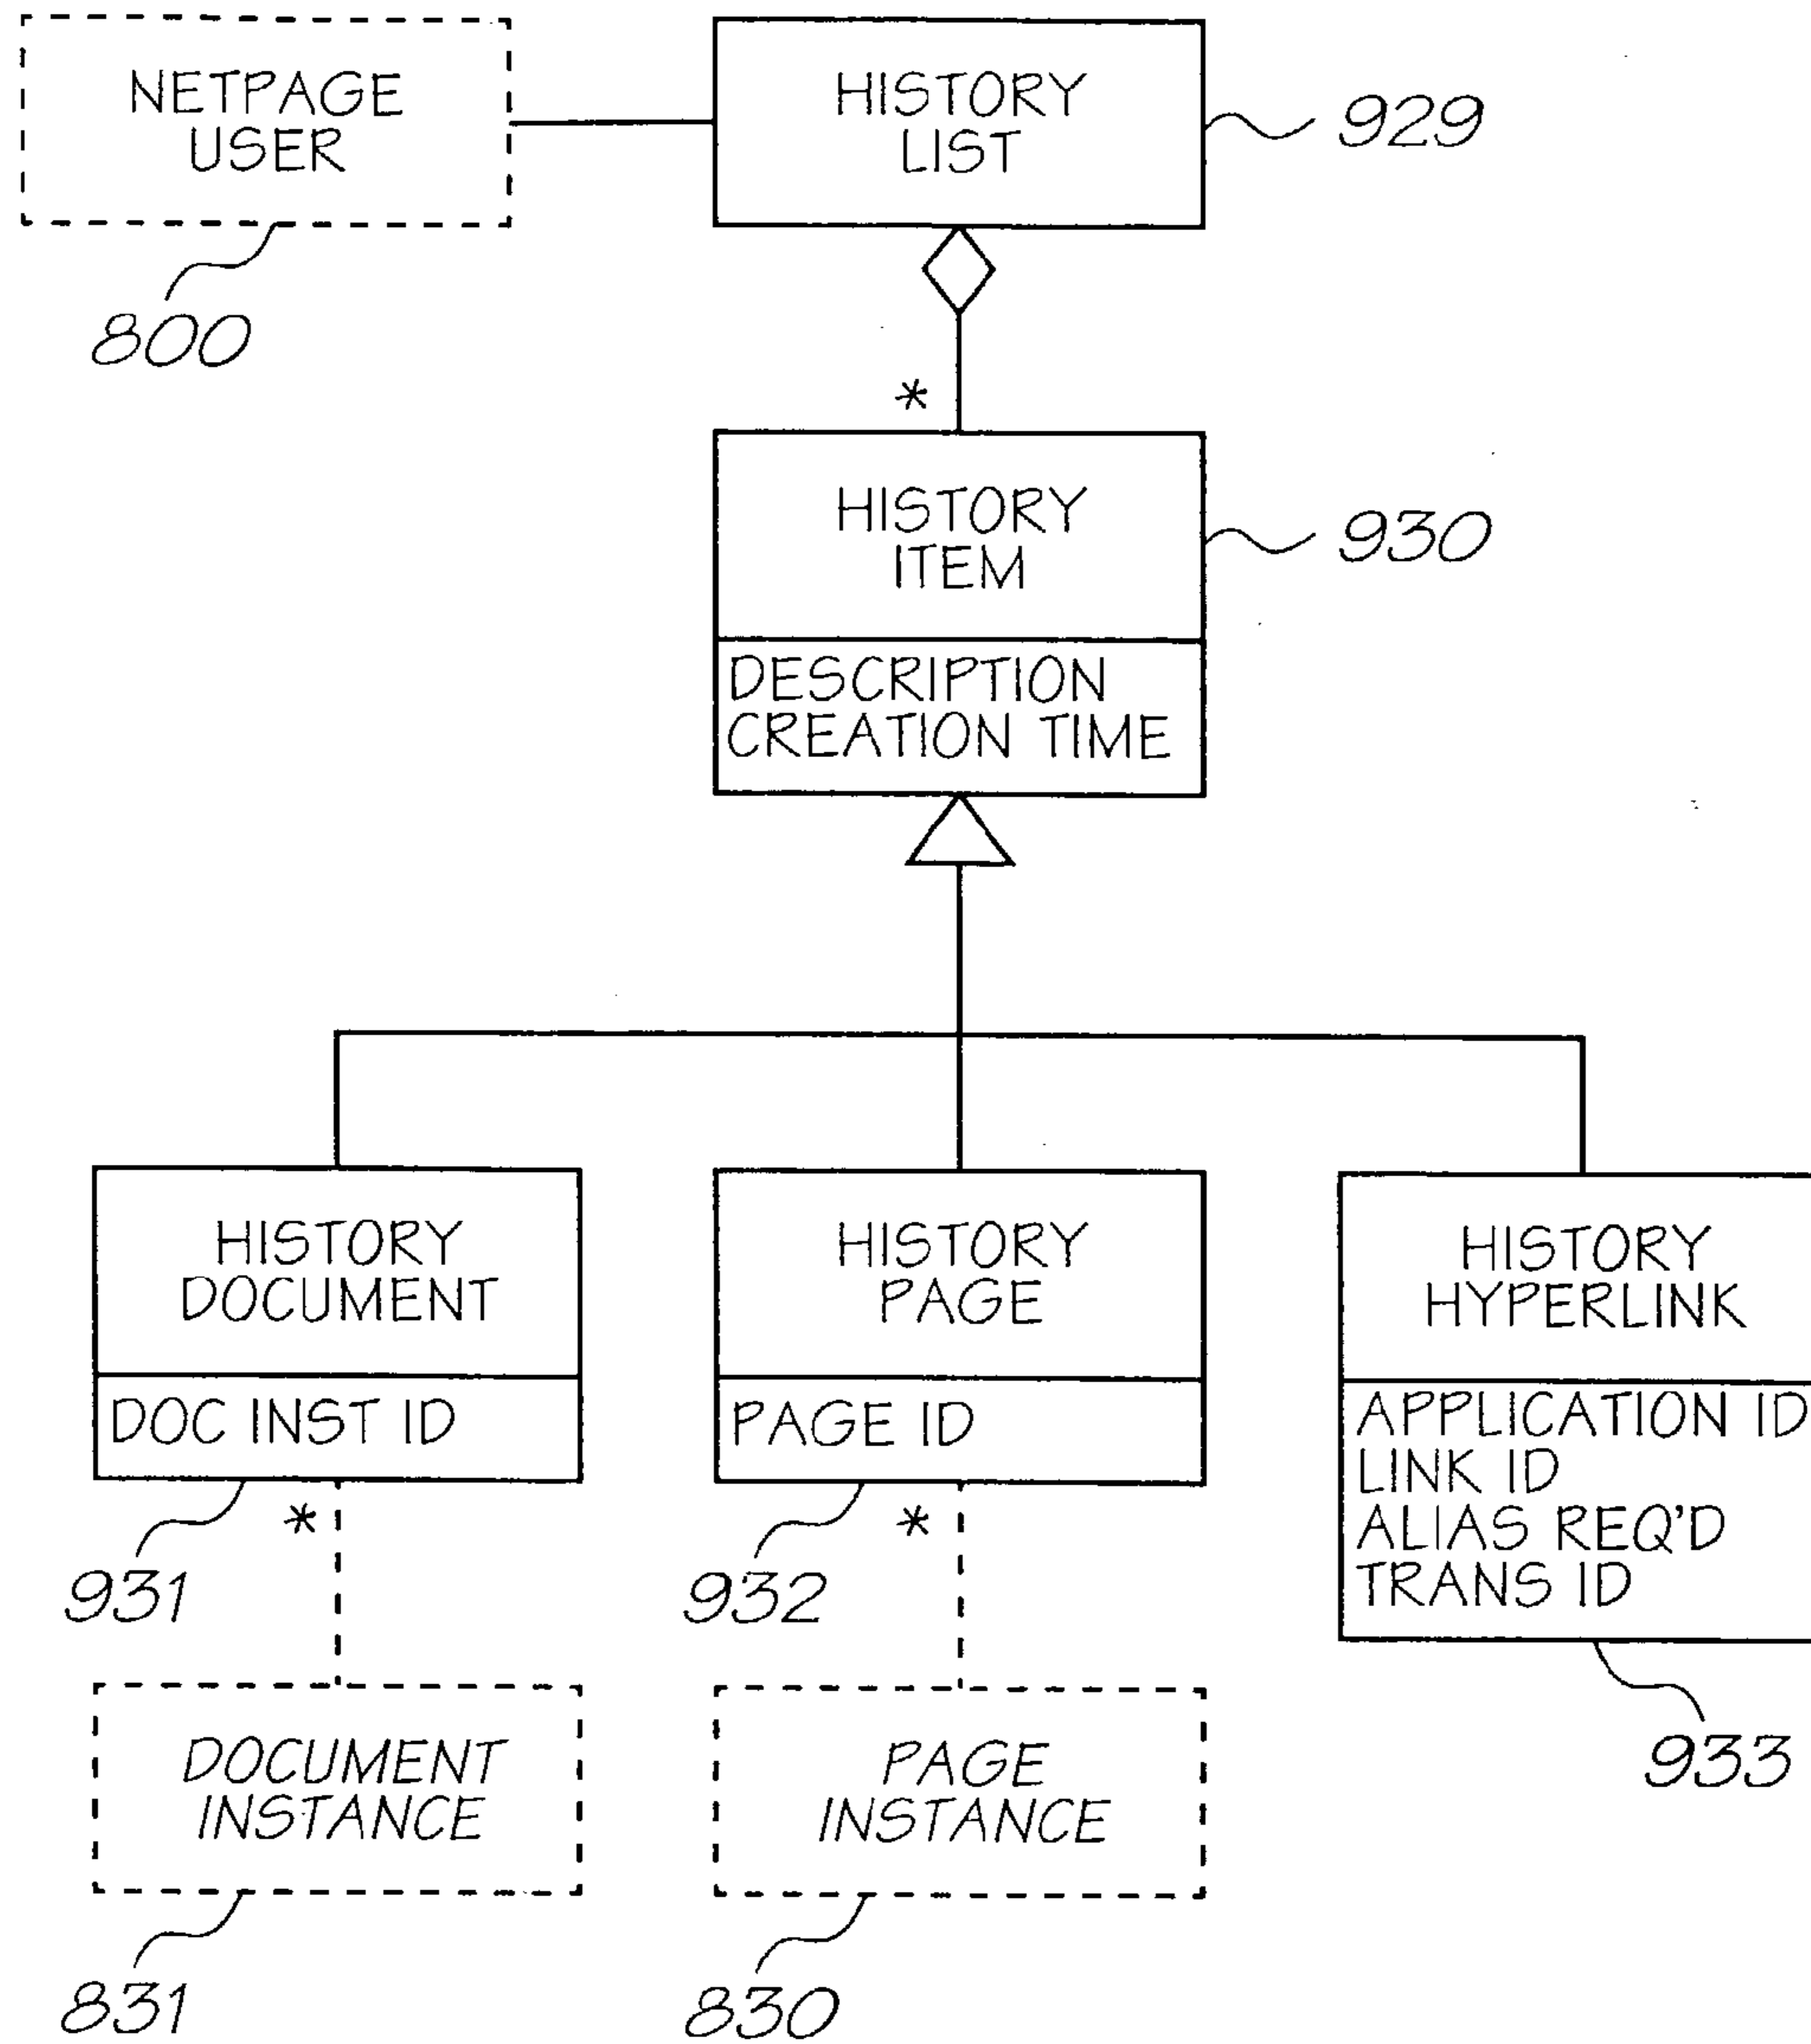 NETPAGE
USER
800
HISTORY
LIST
929
*
HISTORY
ITEM
930
DESCRIPTION
CREATION TIME
HISTORY
DOCUMENT
DOC INST ID
931
*
HISTORY
PAGE
PAGE ID
932
*
HISTORY
HYPERLINK
APPLICATION ID
LINK ID
ALIAS REQ'D
TRANS ID
933
DOCUMENT
INSTANCE
831
PAGE
INSTANCE
830